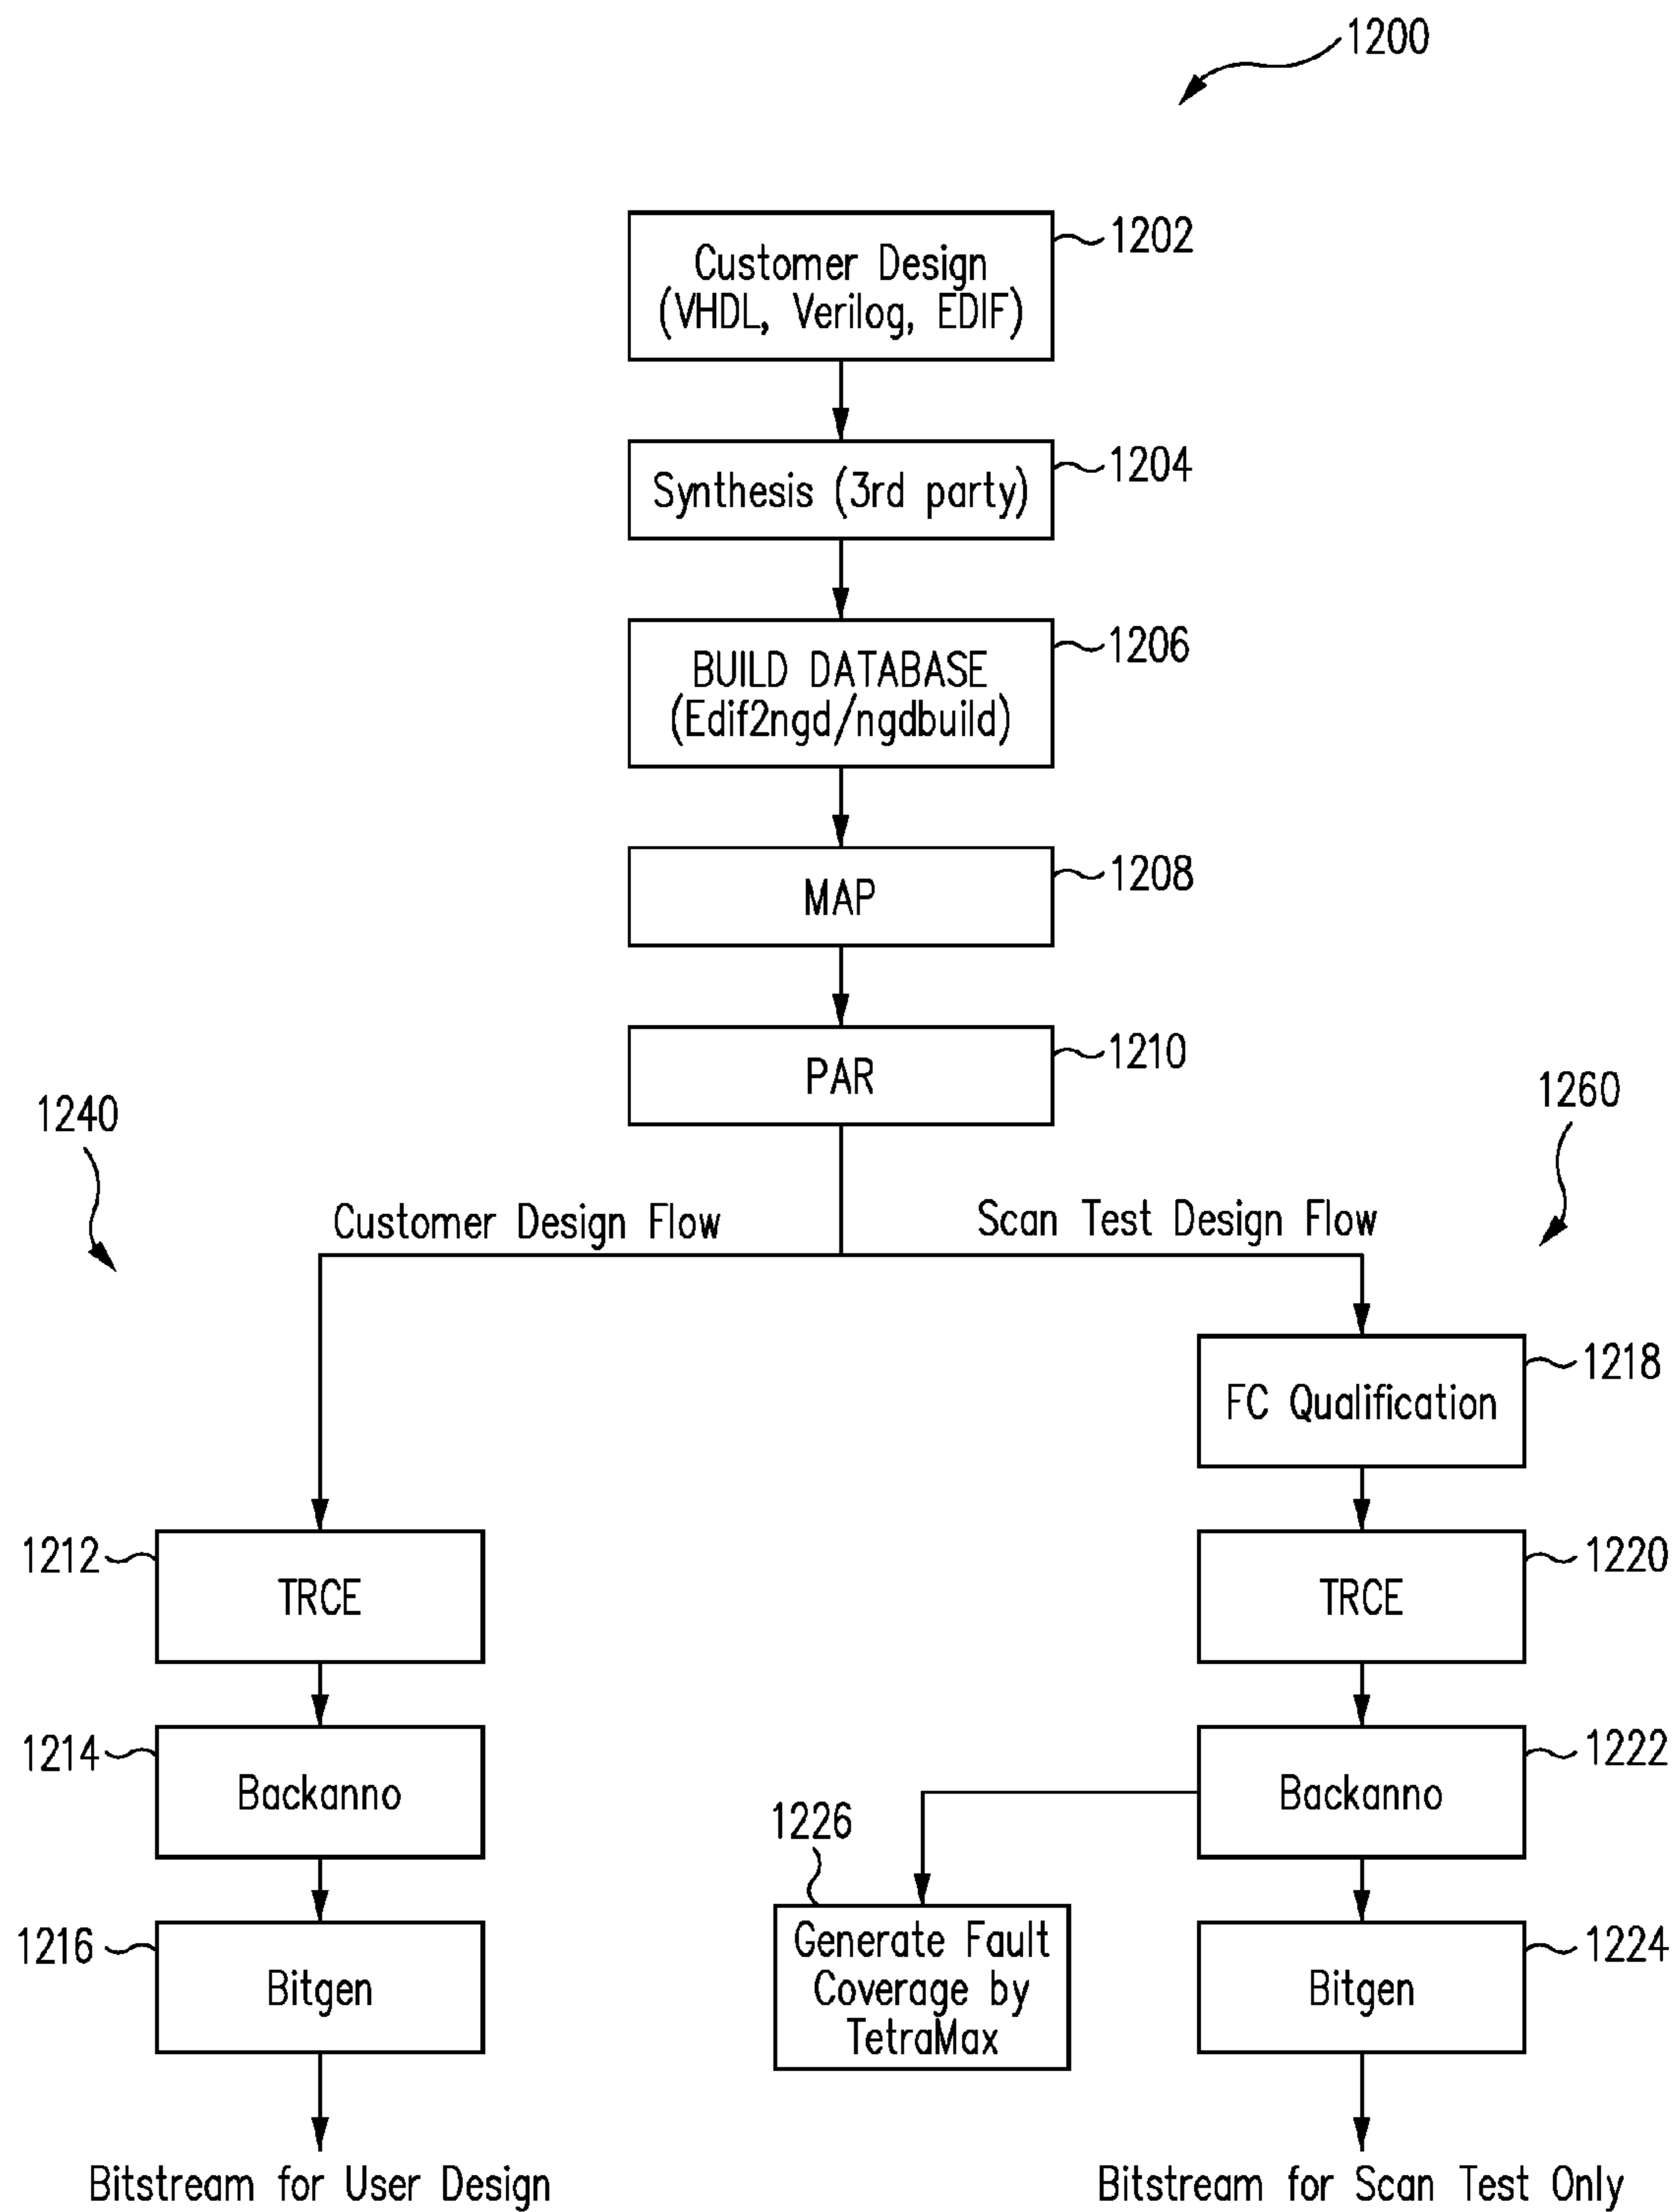 1200
Customer Design
(VHDL, Verilog, EDIF)
1202
Synthesis (3rd party)
1204
BUILD DATABASE
(Edif2ngd/ngdbuild)
1206
MAP
1208
PAR
1210
1240
1260
Customer Design Flow
Scan Test Design Flow
FC Qualification
1218
1212
TRCE
TRCE
1220
1214
Backanno
Backanno
1222
1226
Generate Fault
Coverage by
TetraMax
1216
Bitgen
Bitgen
1224
Bitstream for User Design
Bitstream for Scan Test Only